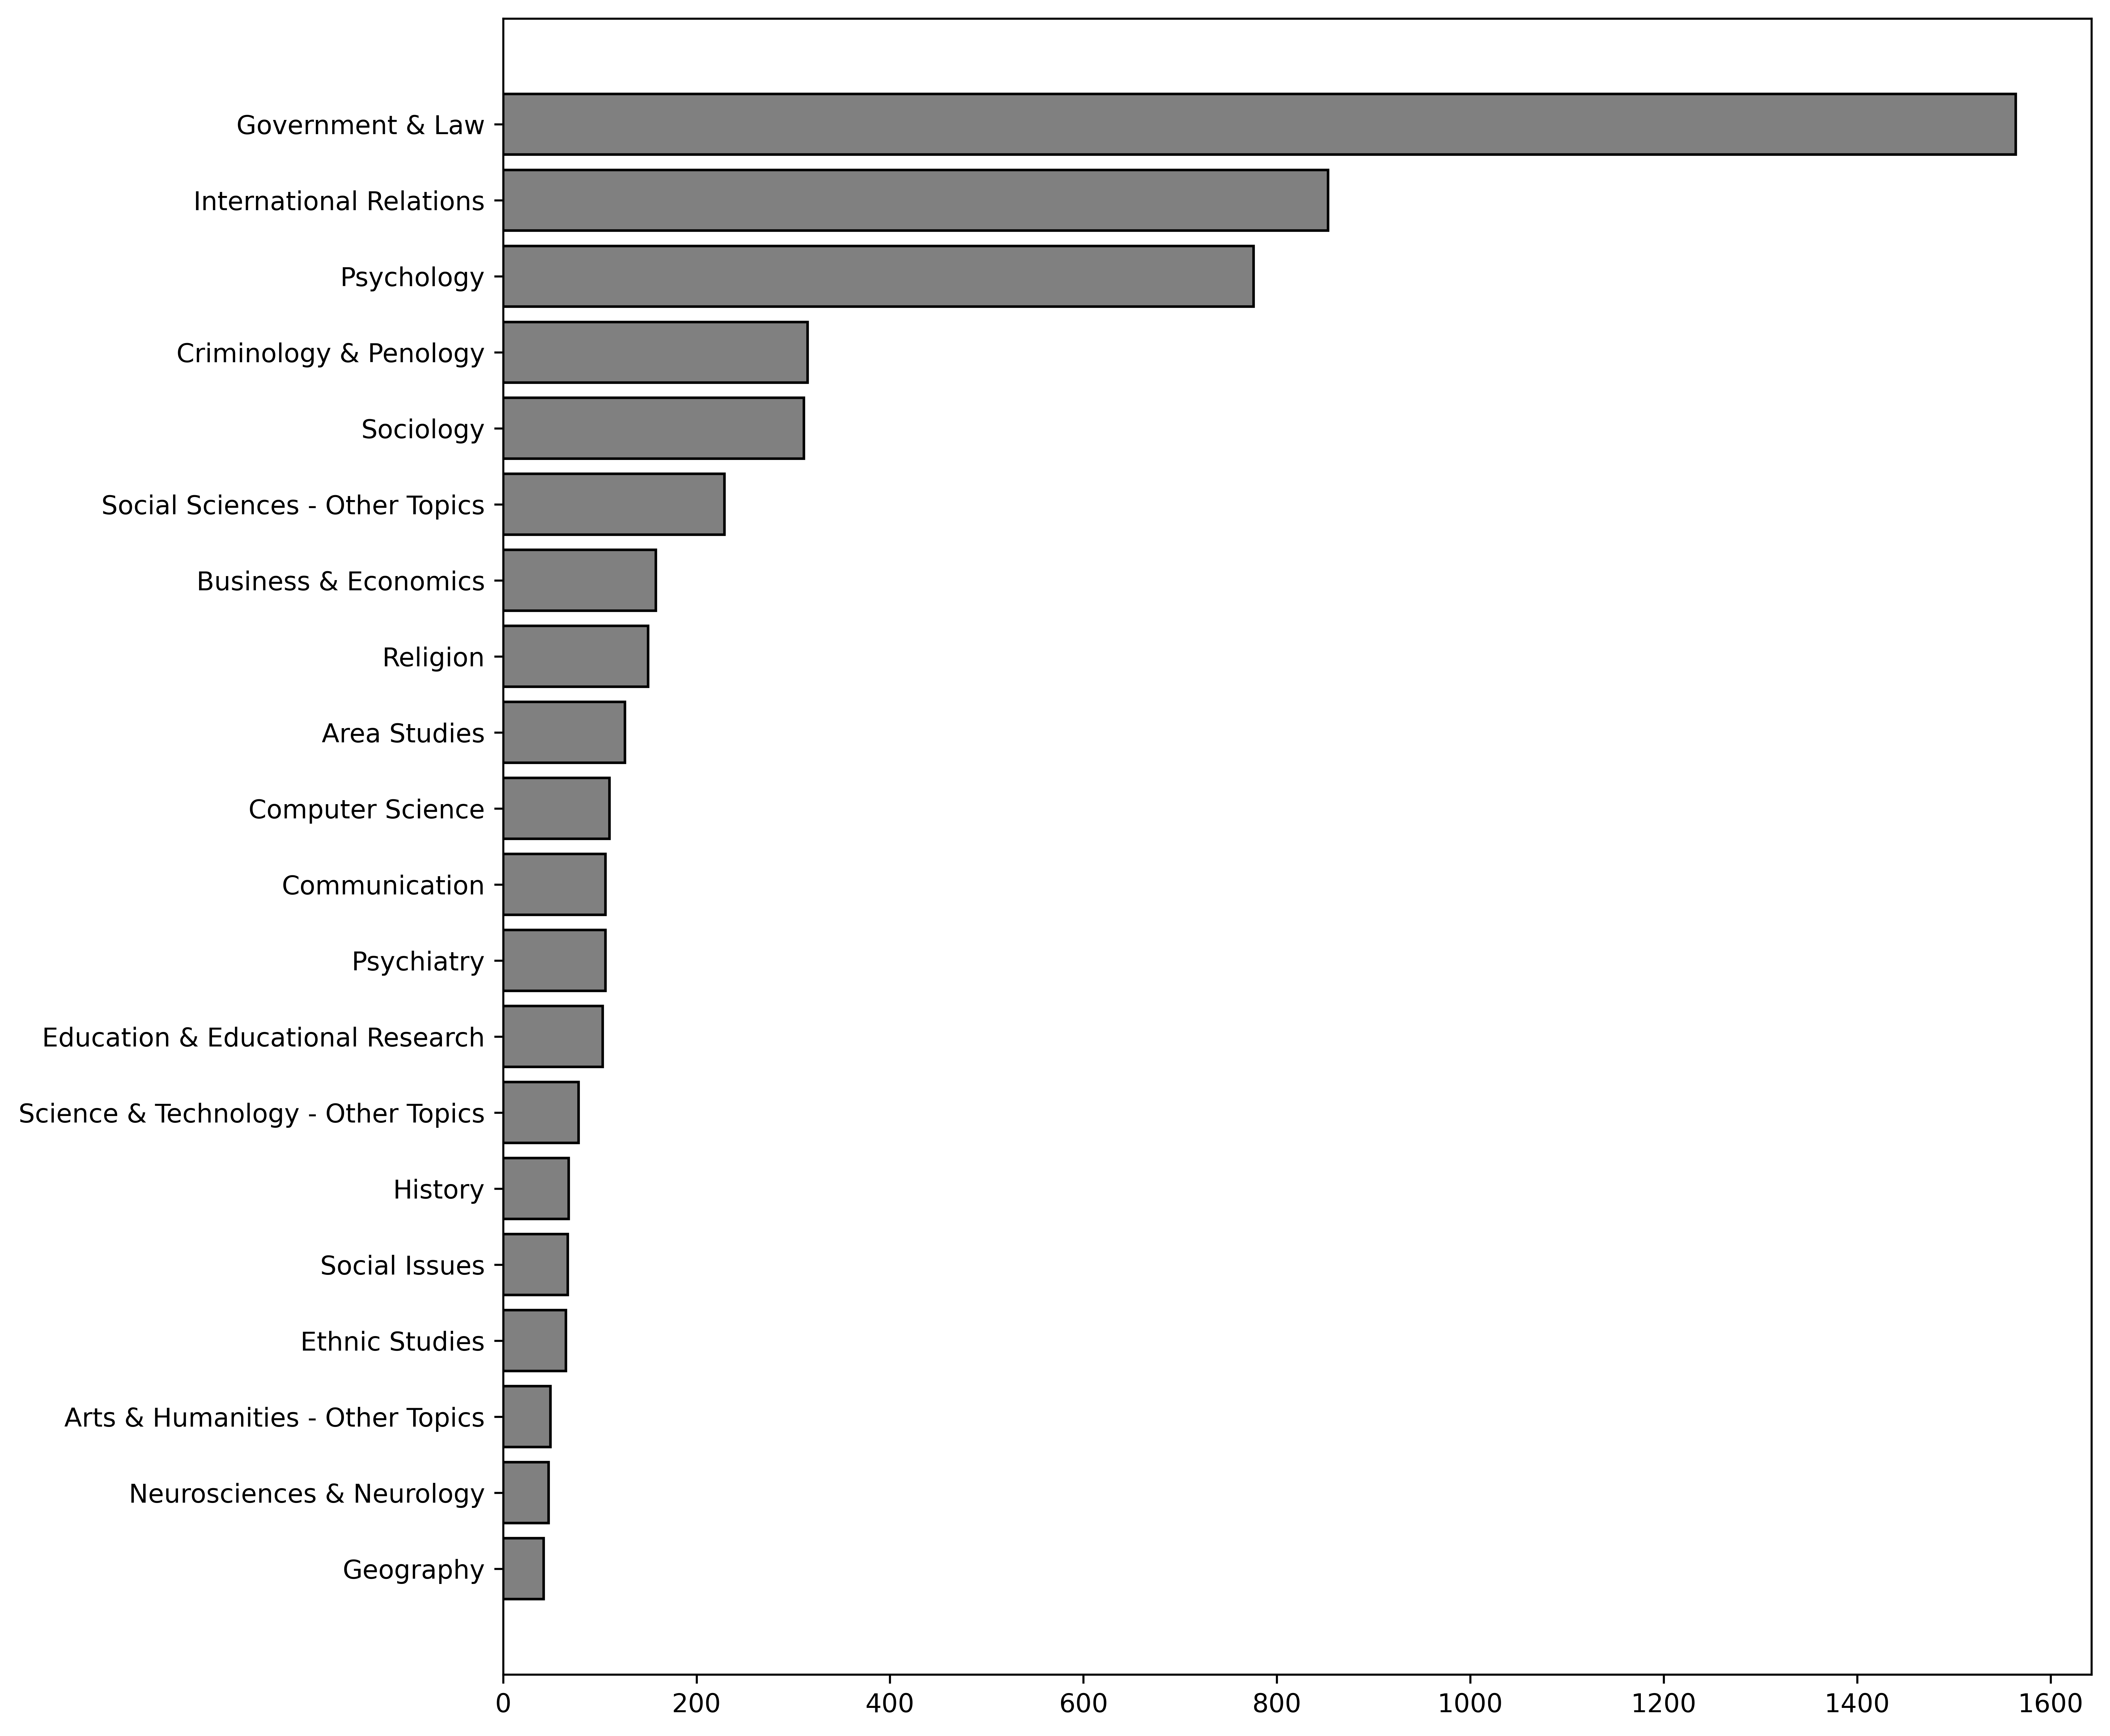 Government & Law
International Relations
Psychology
Criminology & Penology
Sociology
Social Sciences - Other Topics
Business & Economics
Religion
Area Studies
Computer Science
Communication
Psychiatry
Education & Educational Research
Science & Technology - Other Topics
History
Social Issues
Ethnic Studies
Arts & Humanities - Other Topics
Neurosciences & Neurology
Geography
0 200 400 600 800 1000 1200 1400 1600